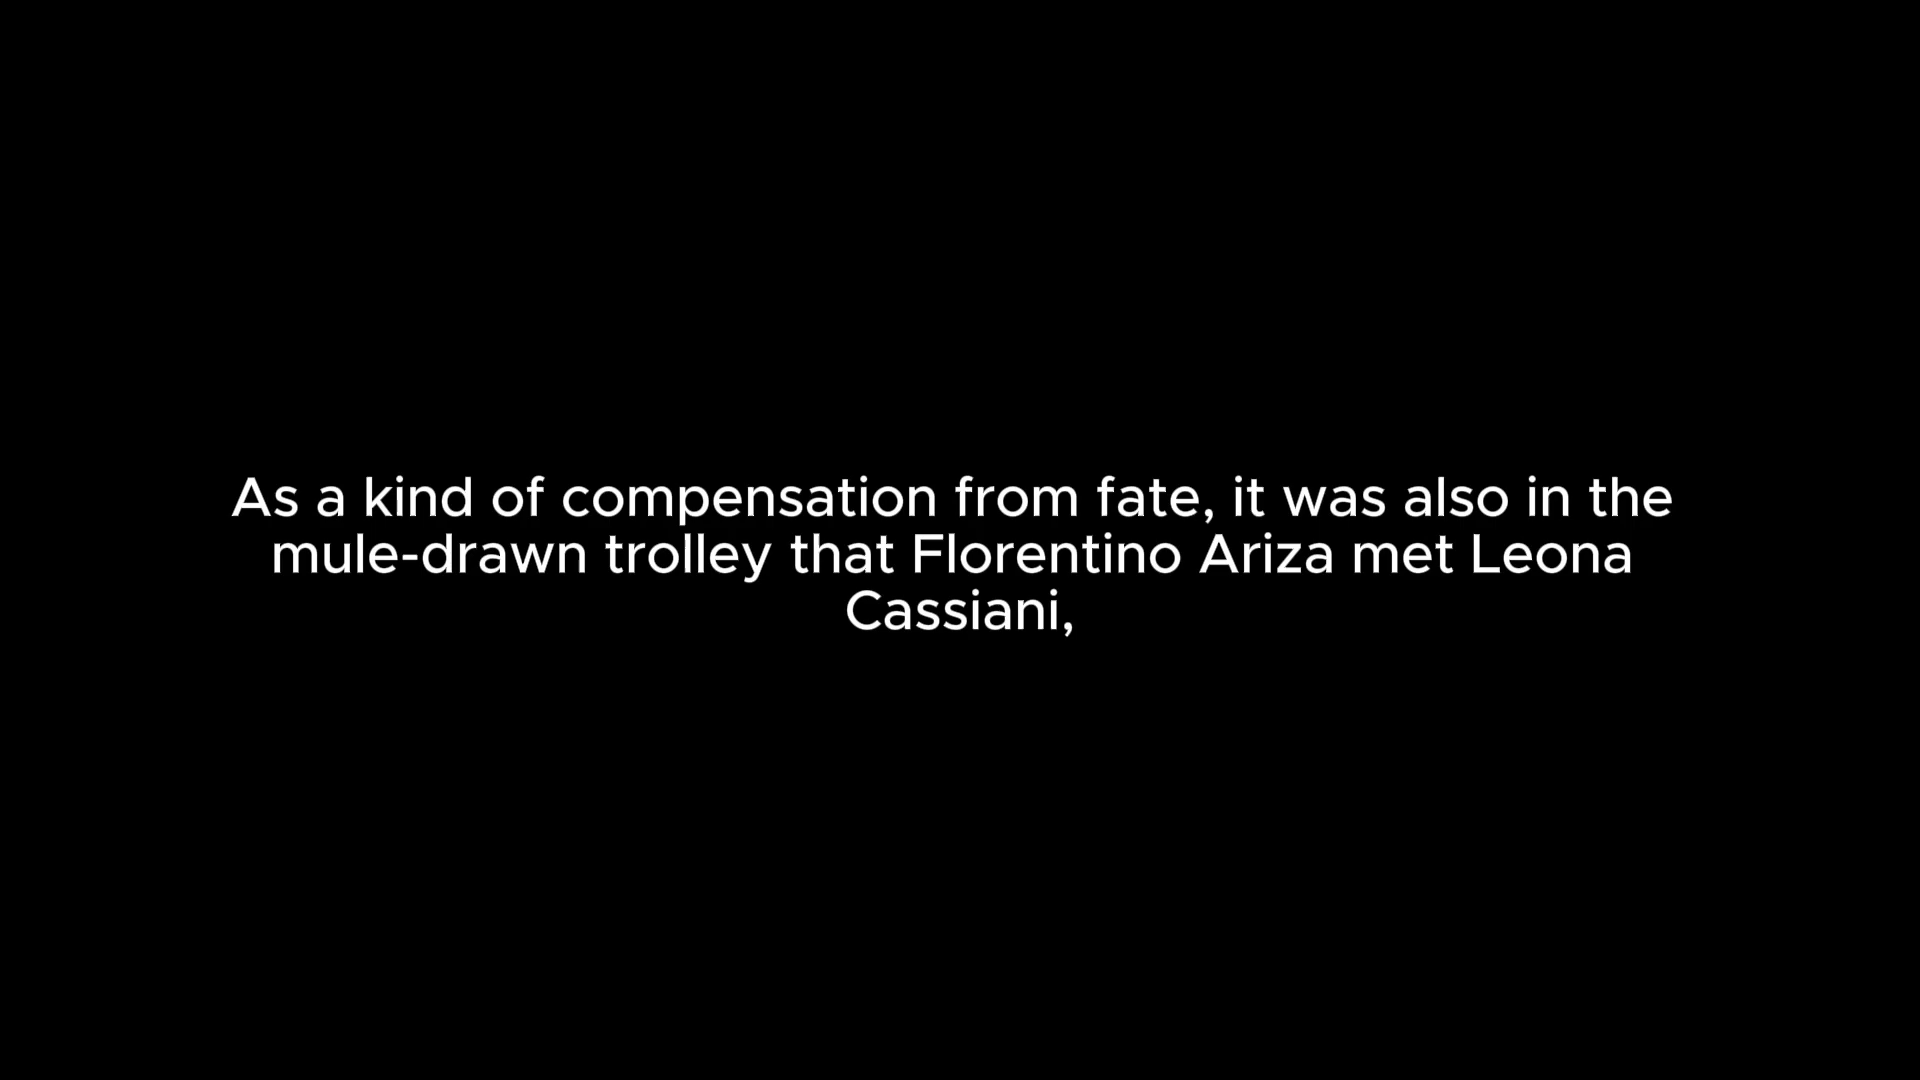 As a kind of compensation from fate, it was also in the
mule-drawn trolley that Florentino Ariza met Leona
Cassiani,